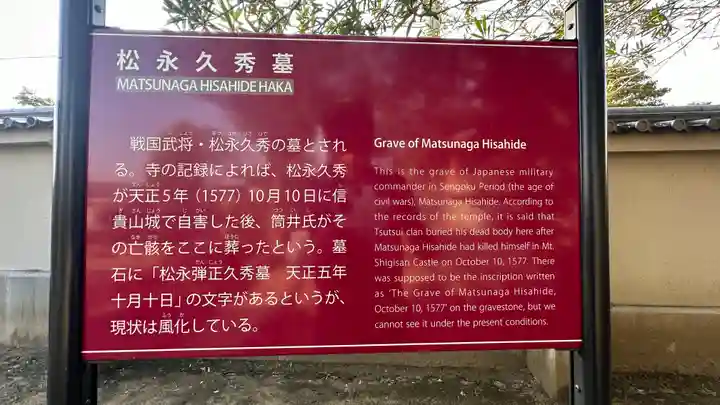 松永久秀墓
MATSUNAGA HISAHIDE HAKA
戦国武将・松永久秀の墓とされ
る。寺の記録によれば、松永久秀
が天正5年（1577）10月10日に信
貴山城で自害した後、筒井氏がそ
の亡骸をここに葬ったという。墓
石に「松永弾正久秀墓　天正五年
十月十日」の文字があるというが、
現状は風化している。
Grave of Matsunaga Hisahide
This is the grave of Japanese military
commander in Sengoku Period (the age of
civil wars), Matsunaga Hisahide. According to
the records of the temple, it is said that
Tsutsui clan buried his dead body here after
Matsunaga Hisahide had killed himself in Mt.
Shigisan Castle on October 10, 1577. There
was supposed to be the inscription written
as 'The Grave of Matsunaga Hisahide,
October 10, 1577' on the gravestone, but we
cannot see it under the present conditions.